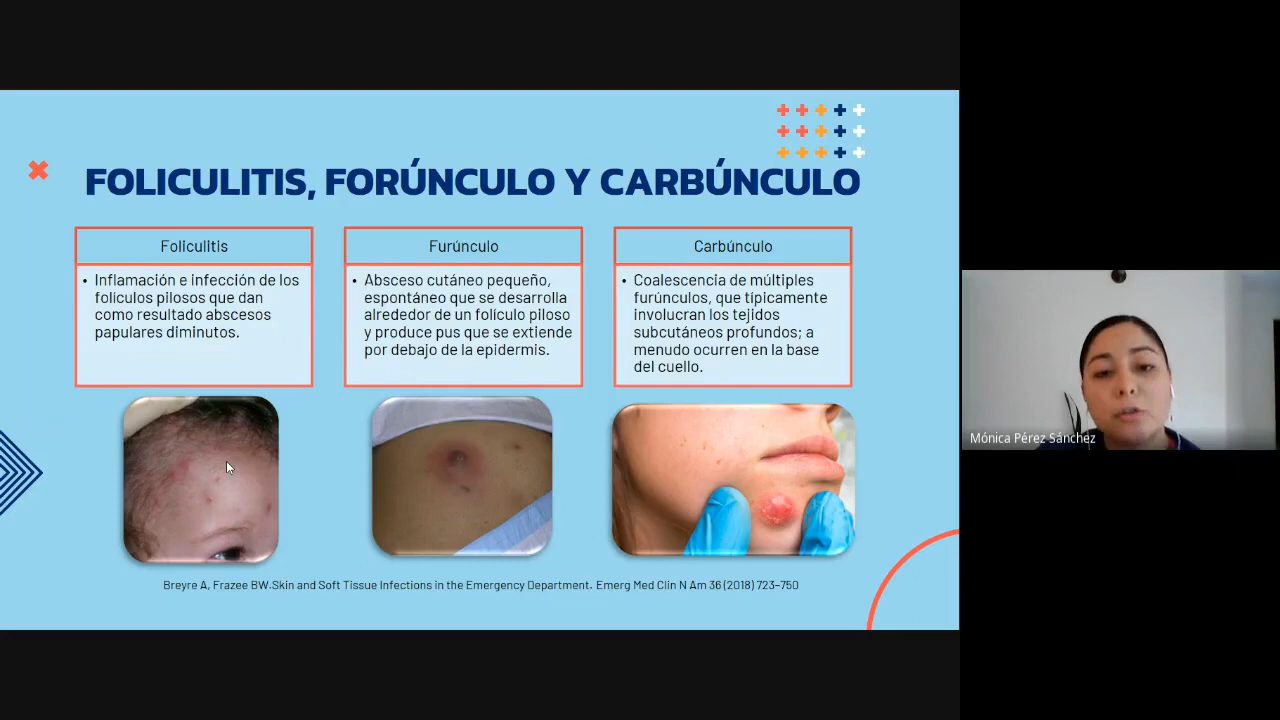 FOLICULITIS, FORÚNCULO Y CARBÚNCULO
Foliculitis
• Inflamación e infección de los
folículos pilosos que dan
como resultado abscesos
papulares diminutos.
Furúnculo
• Absceso cutáneo pequeño,
espontáneo que se desarrolla
alrededor de un folículo piloso
y produce pus que se extiende
por debajo de la epidermis.
Carbúnculo
• Coalescencia de múltiples
furúnculos, que típicamente
involucran los tejidos
subcutáneos profundos; a
menudo ocurren en la base
del cuello.
Breyre A, Frazee BW.Skin and Soft Tissue Infections in the Emergency Department. Emerg Med Clin N Am 36 (2018) 723–750
Mónica Pérez Sánchez